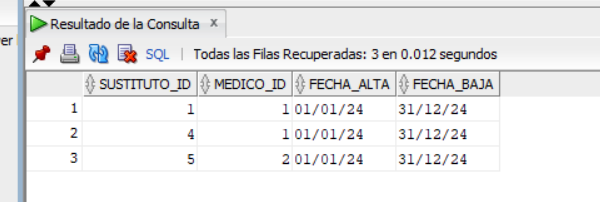 Resultado de la Consulta x
er
SQL | Todas las Filas Recuperadas: 3 en 0.012 segundos
SUSTITUTO_ID MEDICO_ID FECHA_ALTA FECHA_BAJA
1 1 1 01/01/24 31/12/24
2 4 1 01/01/24 31/12/24
3 5 2 01/01/24 31/12/24